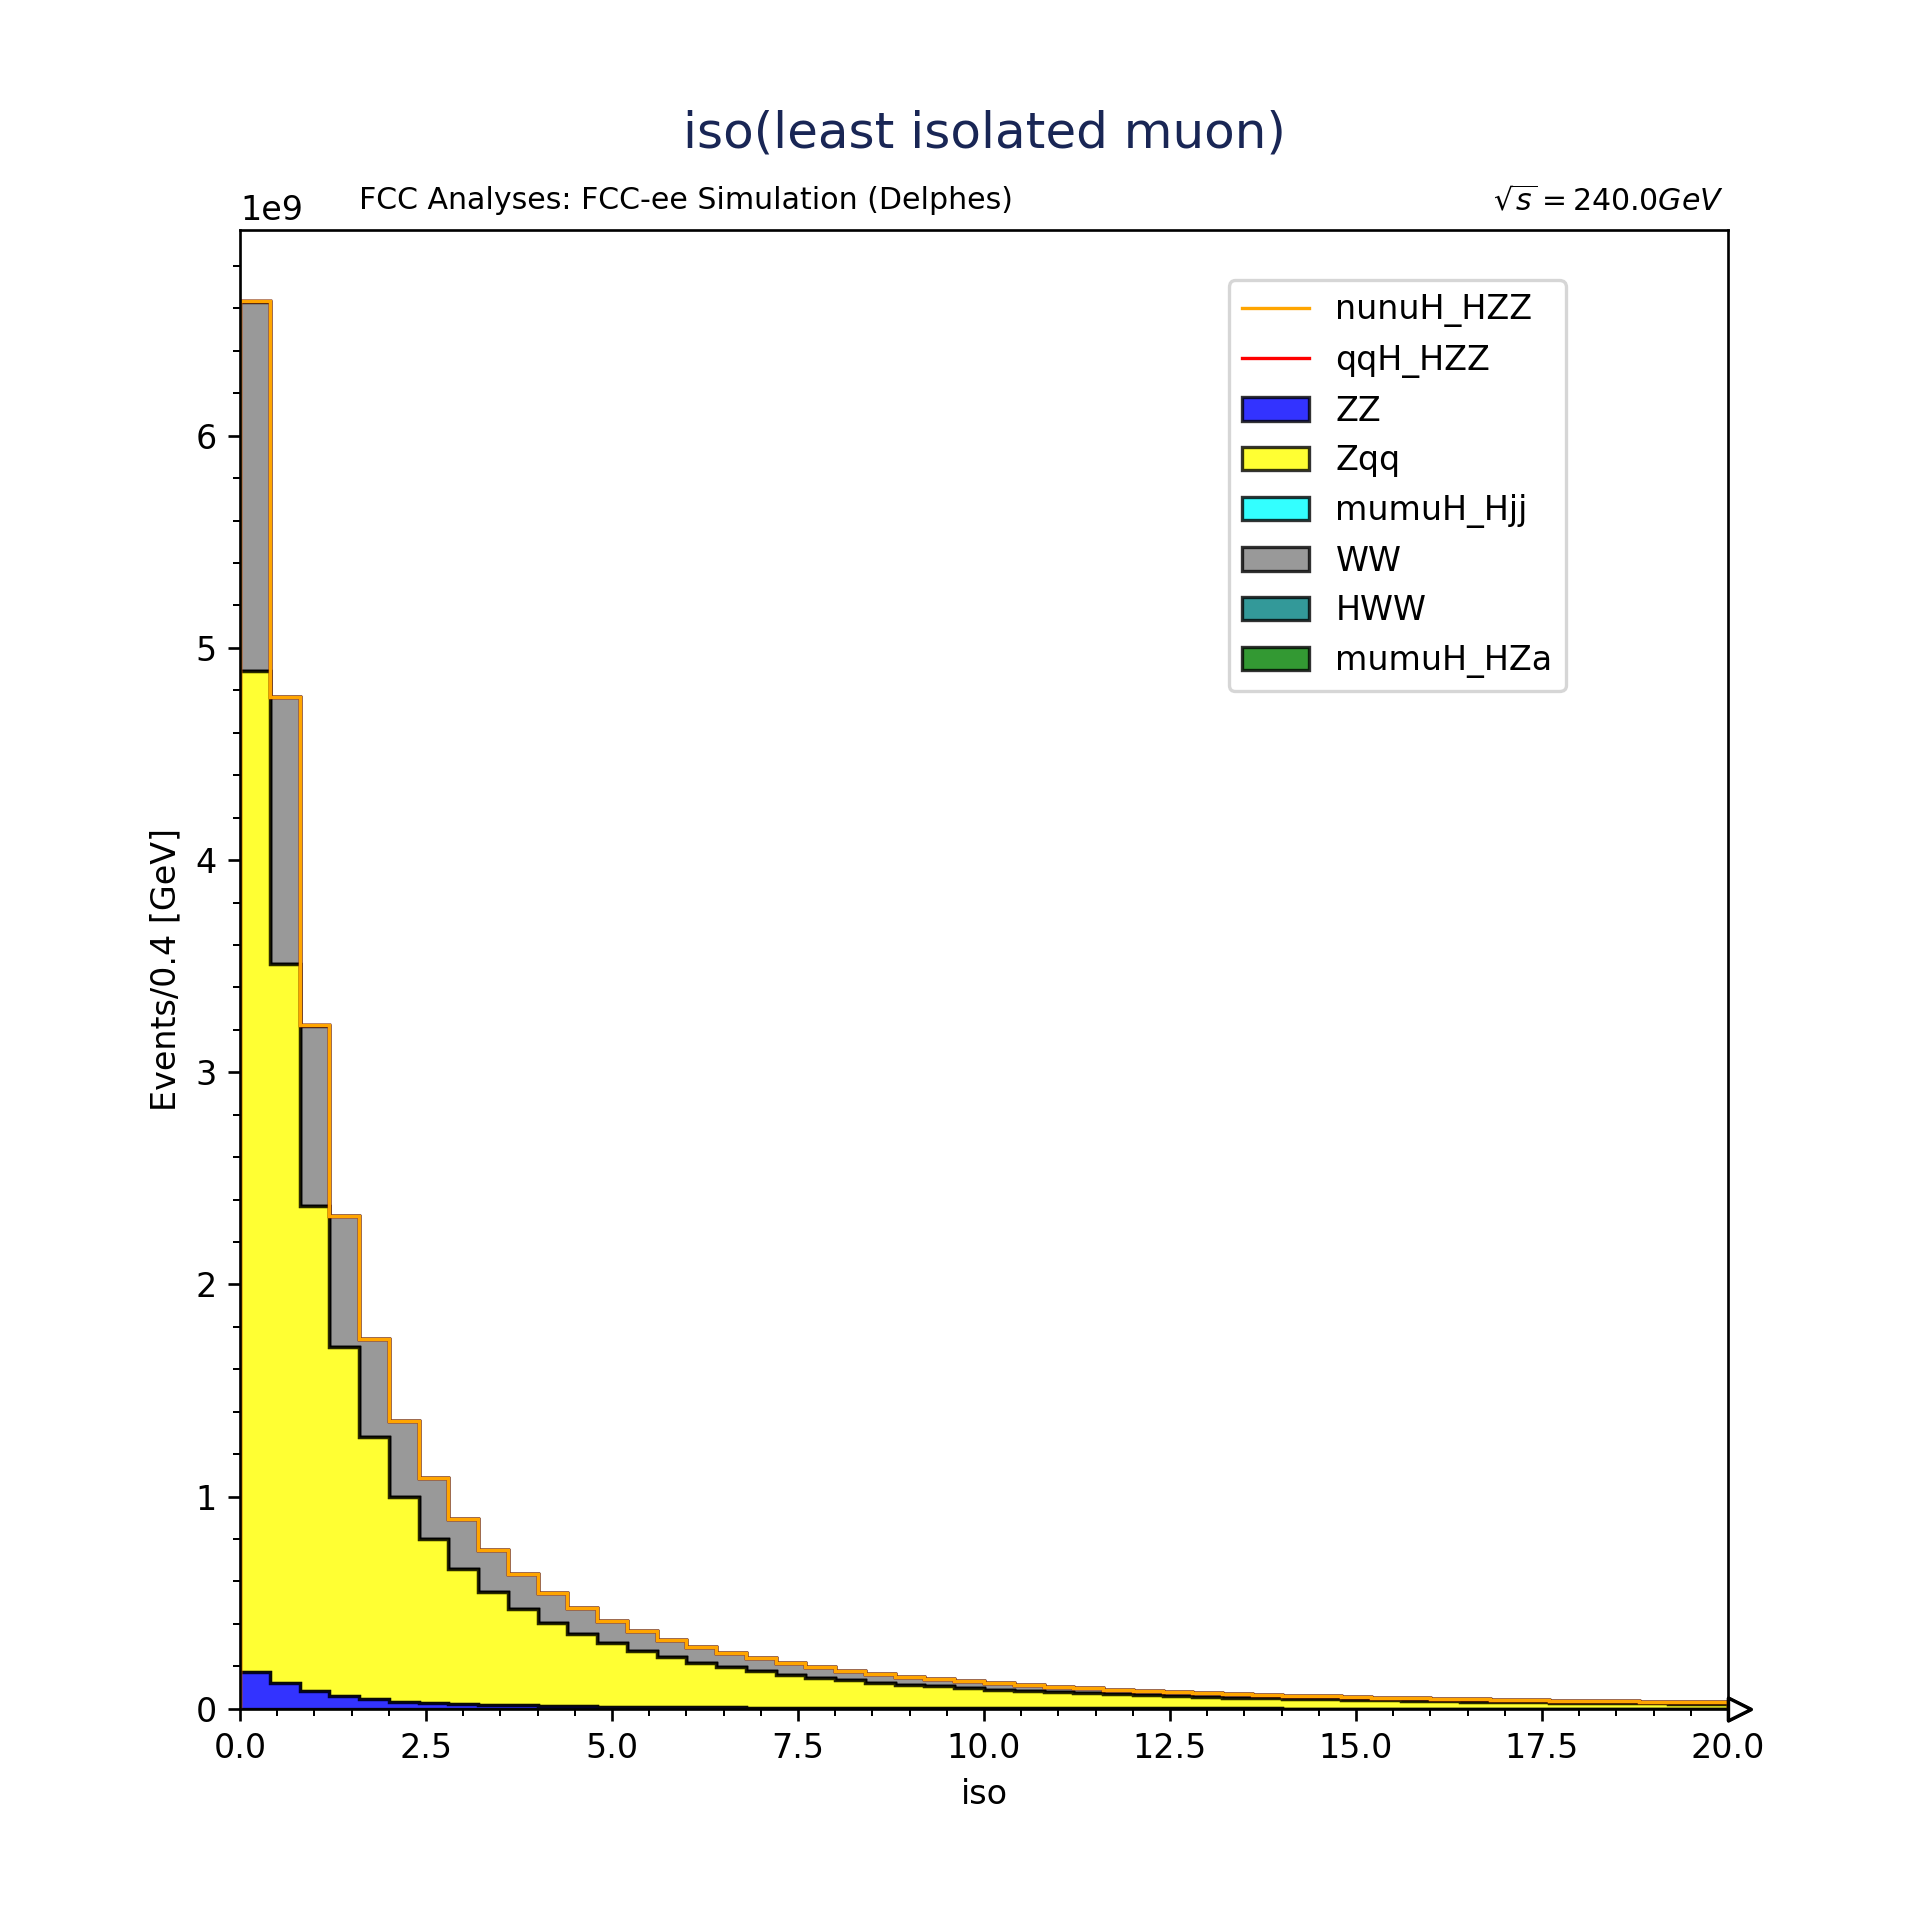 iso(least isolated muon)
1e9
FCC Analyses: FCC-ee Simulation (Delphes)
√s = 240.0GeV
nunuH_HZZ
qqH_HZZ
ZZ
Zqq
mumuH_Hjj
WW
HWW
mumuH_HZa
Events/0.4 [GeV]
6
5
4
3
2
1
0
0.0 2.5 5.0 7.5 10.0 12.5 15.0 17.5 20.0
iso